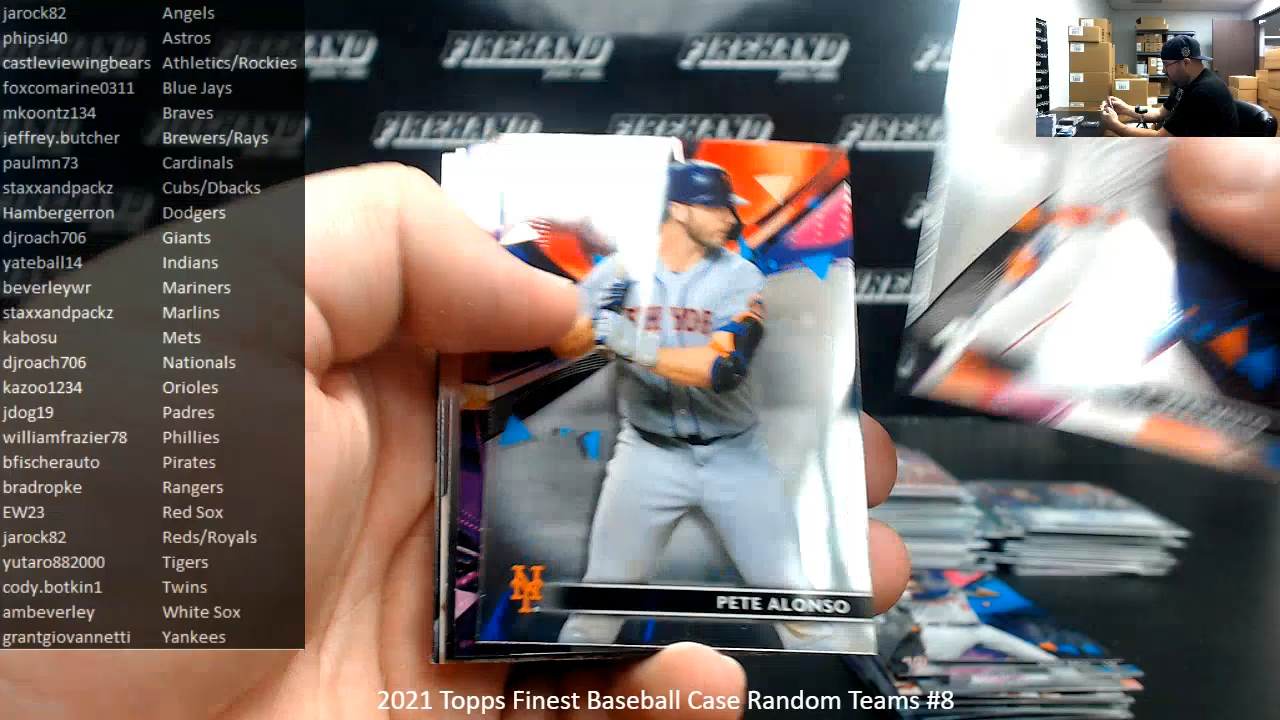 jarock82 Angels
phipsi40 Astros
castleviewingbears Athletics/Rockies
foxcomarine0311 Blue Jays
mkoontz134 Braves
jeffrey.butcher Brewers/Rays
paulmn73 Cardinals
staxxandpackz Cubs/Dbacks
Hambergerron Dodgers
djroach706 Giants
yateball14 Indians
beverleywr Mariners
staxxandpackz Marlins
kabosu Mets
djroach706 Nationals
kazoo1234 Orioles
jdog19 Padres
williamfrazier78 Phillies
bfischerauto Pirates
bradropke Rangers
EW23 Red Sox
jarock82 Reds/Royals
yutaro882000 Tigers
cody.botkin1 Twins
ambeverley White Sox
grantgiovannetti Yankees
FIREHAND FIREHAND FIREHAND
FIREHAND FIREHAND FIREHAND
NY
PETE ALONSO
2021 Topps Finest Baseball Case Random Teams #8